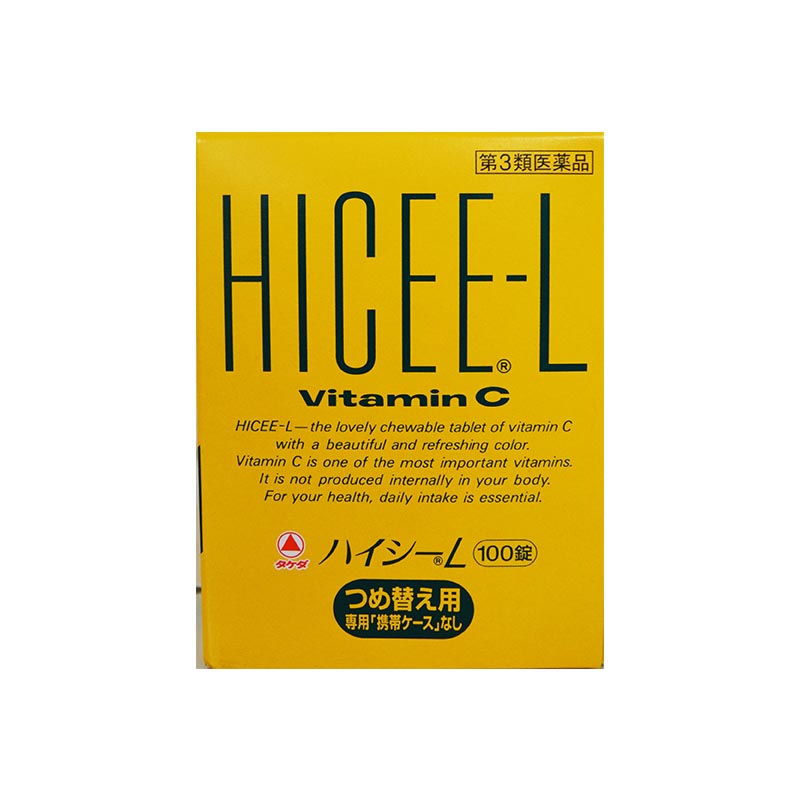 第3類医薬品
HICEE-L®
Vitamin C
HICEE-L—the lovely chewable tablet of vitamin C
with a beautiful and refreshing color.
Vitamin C is one of the most important vitamins.
It is not produced internally in your body.
For your health, daily intake is essential.
タケダ ハイシー®L 100錠
つめ替え用
専用「携帯ケース」なし